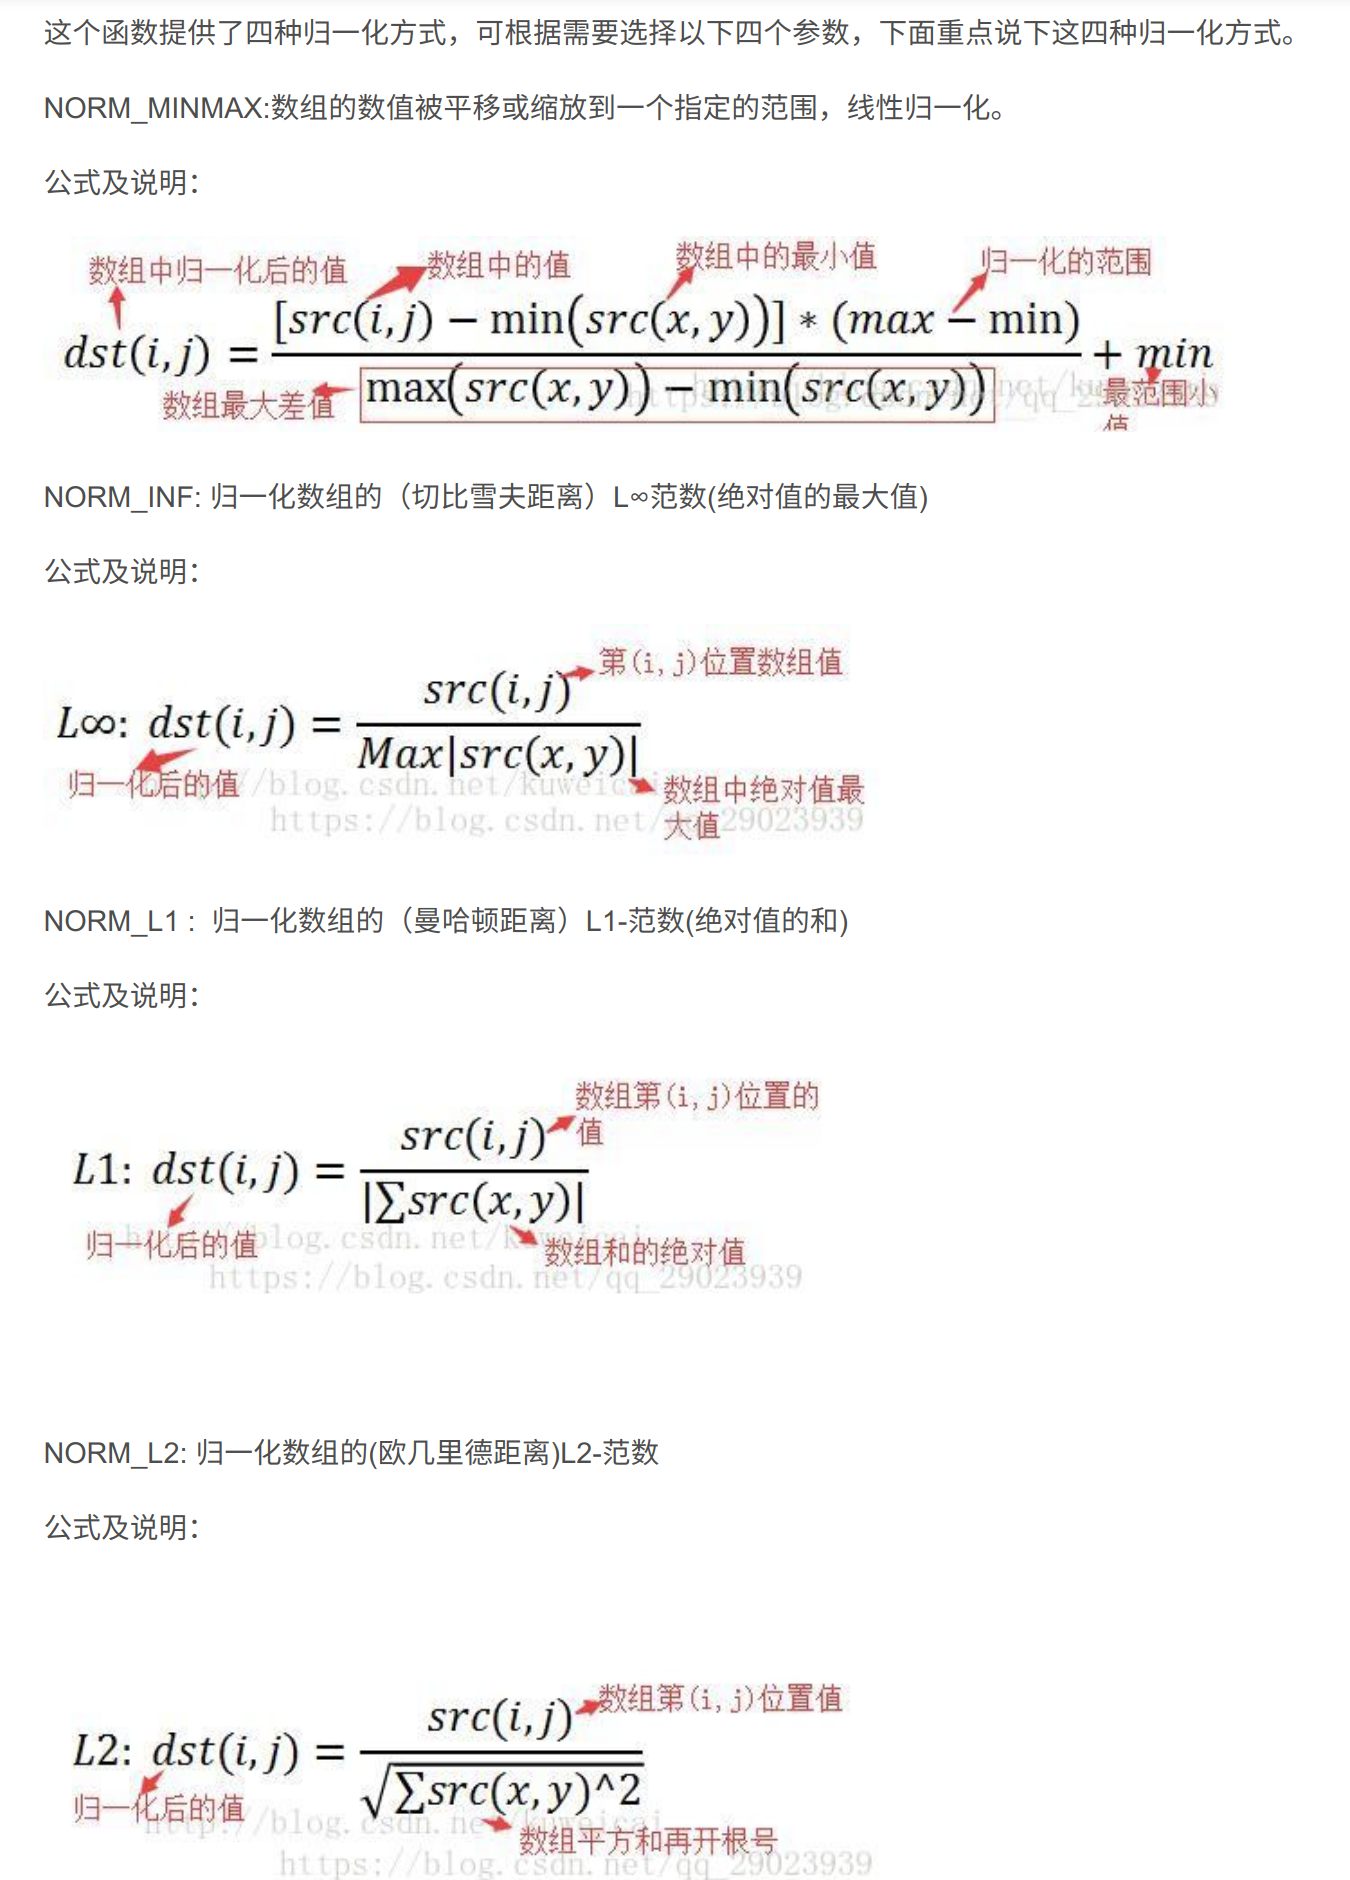 这个函数提供了四种归一化方式，可根据需要选择以下四个参数，下面重点说下这四种归一化方式。
NORM_MINMAX:数组的数值被平移或缩放到一个指定的范围，线性归一化。
公式及说明：
数组中归一化后的值 数组中的值 数组中的最小值 归一化的范围
dst(i,j) = [src(i,j) − min(src(x,y))] * (max − min) / max(src(x,y)) − min(src(x,y)) + min
数组最大差值 最范围小值
NORM_INF: 归一化数组的（切比雪夫距离）L∞范数(绝对值的最大值)
公式及说明：
第(i,j)位置数组值
L∞: dst(i,j) = src(i,j) / Max|src(x,y)|
归一化后的值 //blog.csdn.net/kuweicai 数组中绝对值最
https://blog.csdn.net/qq_29023939 大值
NORM_L1 : 归一化数组的（曼哈顿距离）L1-范数(绝对值的和)
公式及说明：
数组第(i,j)位置的
值
L1: dst(i,j) = src(i,j) / |∑src(x,y)|
归一化后的值 blog.csdn.net/kuweicai 数组和的绝对值
https://blog.csdn.net/qq_29023939
NORM_L2: 归一化数组的(欧几里德距离)L2-范数
公式及说明：
数组第(i,j)位置值
L2: dst(i,j) = src(i,j) / √∑src(x,y)^2
归一化后的值 http://blog.csdn.net/kuweicai
数组平方和再开根号
https://blog.csdn.net/qq_29023939